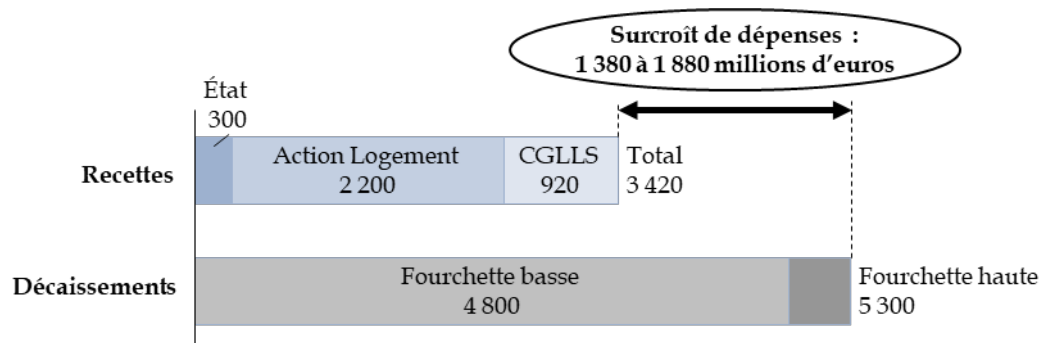 Surcroît de dépenses :
1 380 à 1 880 millions d’euros
État
300
Recettes
Action Logement
2 200
CGLLS
920
Total
3 420
Décaissements
Fourchette basse
4 800
Fourchette haute
5 300